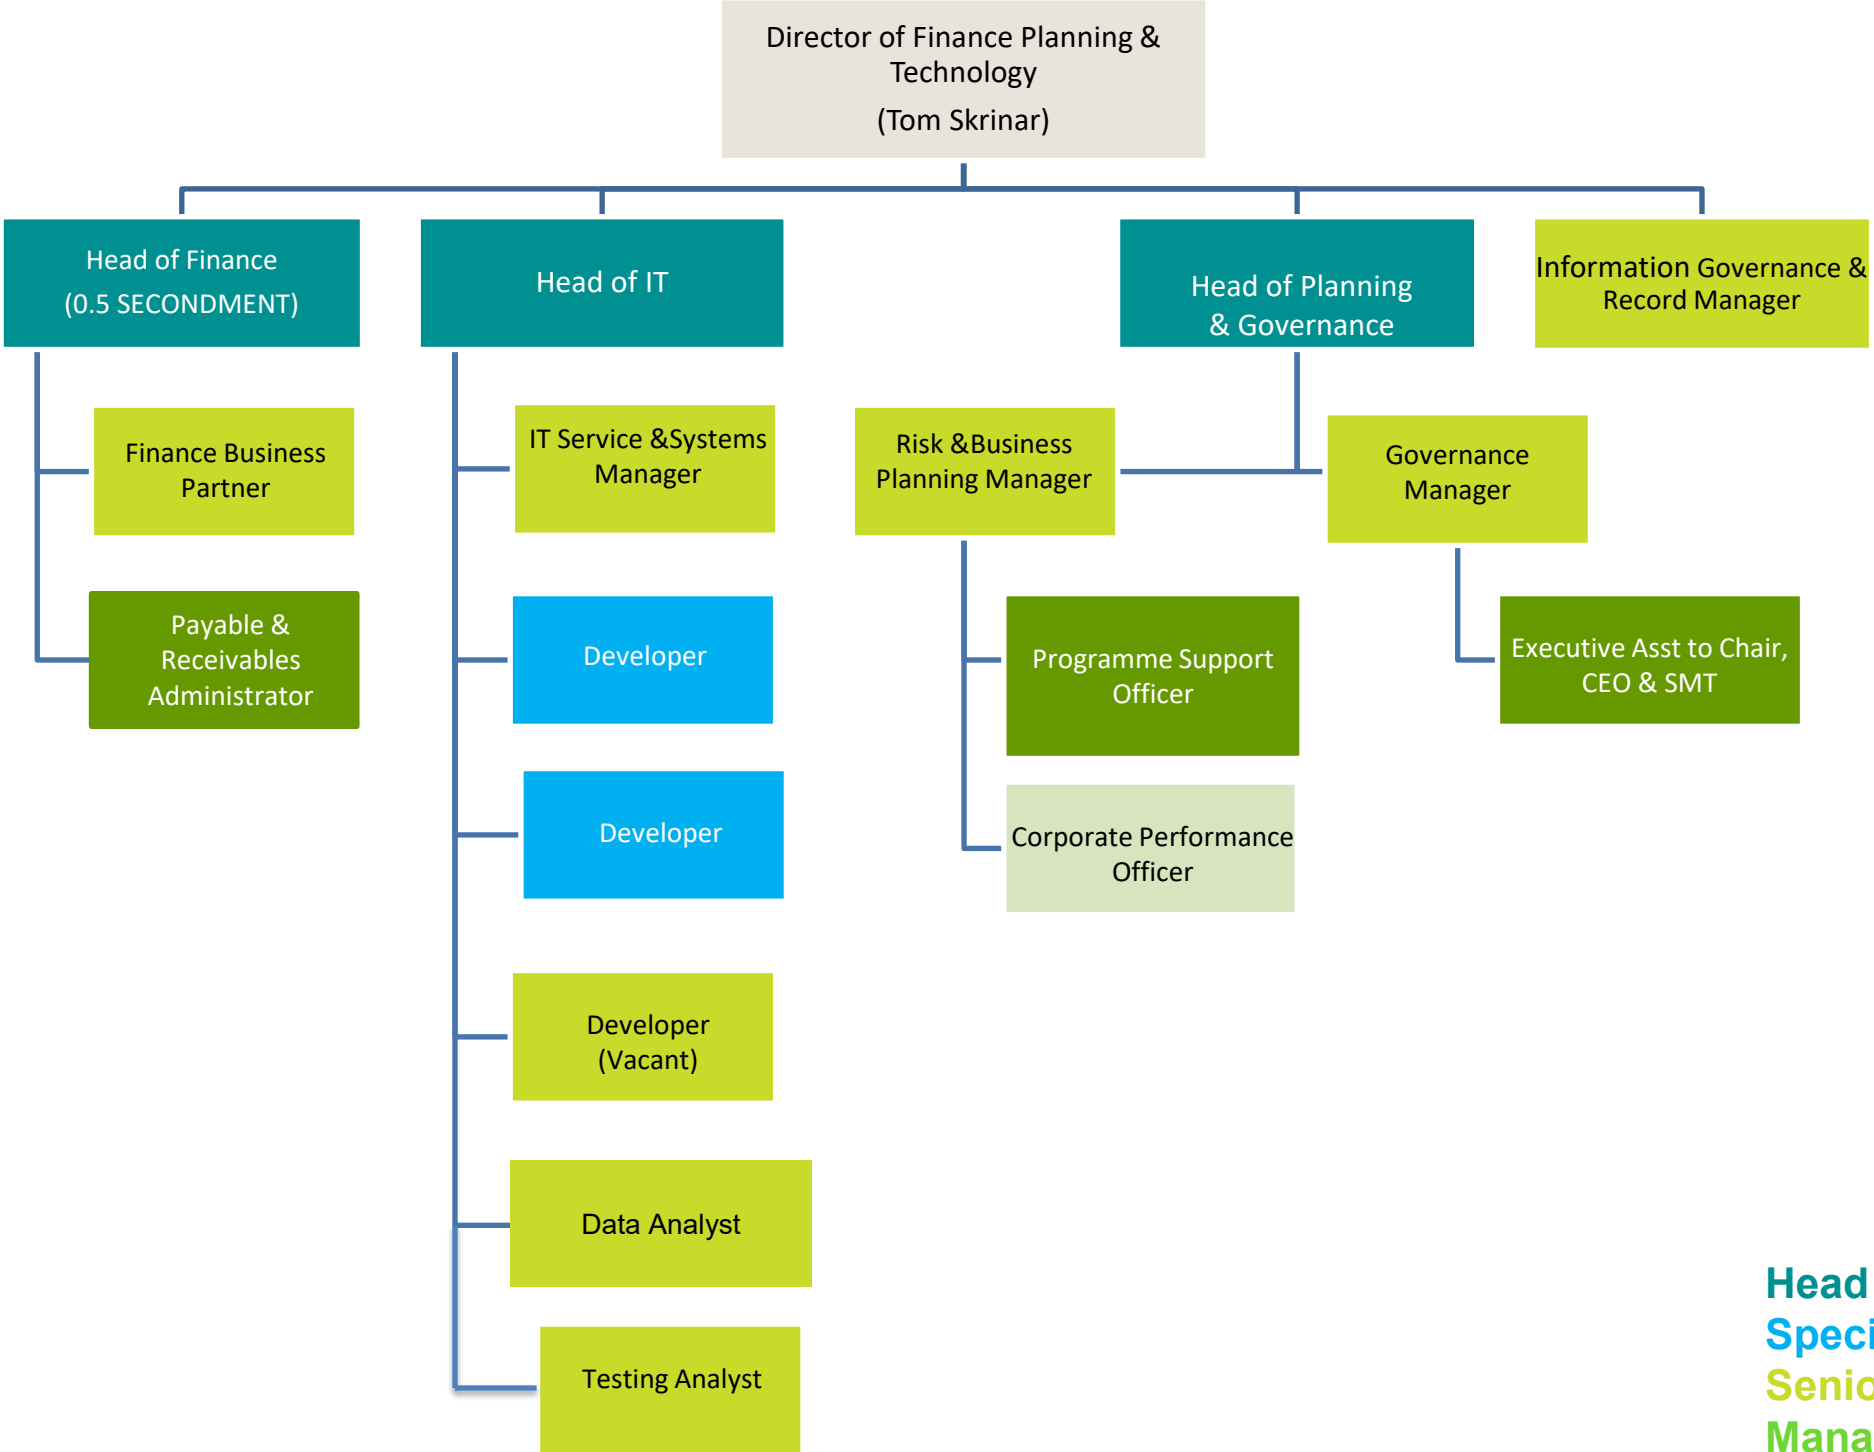 Director of Finance Planning &
Technology
(Tom Skrinar)
Head of Finance
(0.5 SECONDMENT)
Head of IT
Head of Planning
& Governance
Information Governance &
Record Manager
Finance Business
Partner
IT Service &Systems
Manager
Risk &Business
Planning Manager
Governance
Manager
Payable &
Receivables
Administrator
Developer
Programme Support
Officer
Executive Asst to Chair,
CEO & SMT
Developer
Corporate Performance
Officer
Developer
(Vacant)
Data Analyst
Testing Analyst
Head